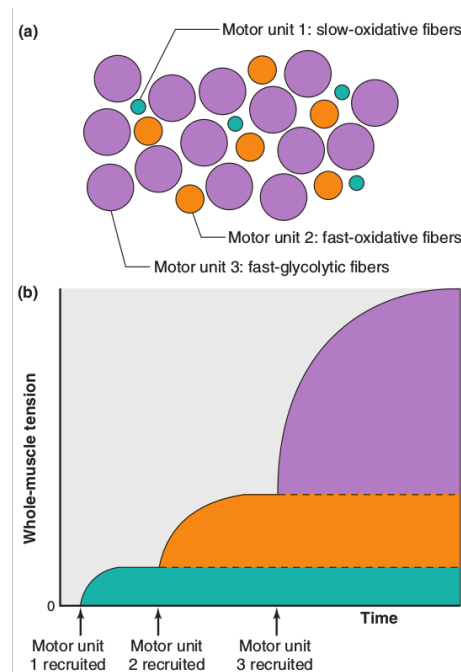 (a)
Motor unit 1: slow-oxidative fibers
Motor unit 2: fast-oxidative fibers
Motor unit 3: fast-glycolytic fibers
(b)
Whole-muscle tension
0
Time
Motor unit
1 recruited
Motor unit
2 recruited
Motor unit
3 recruited